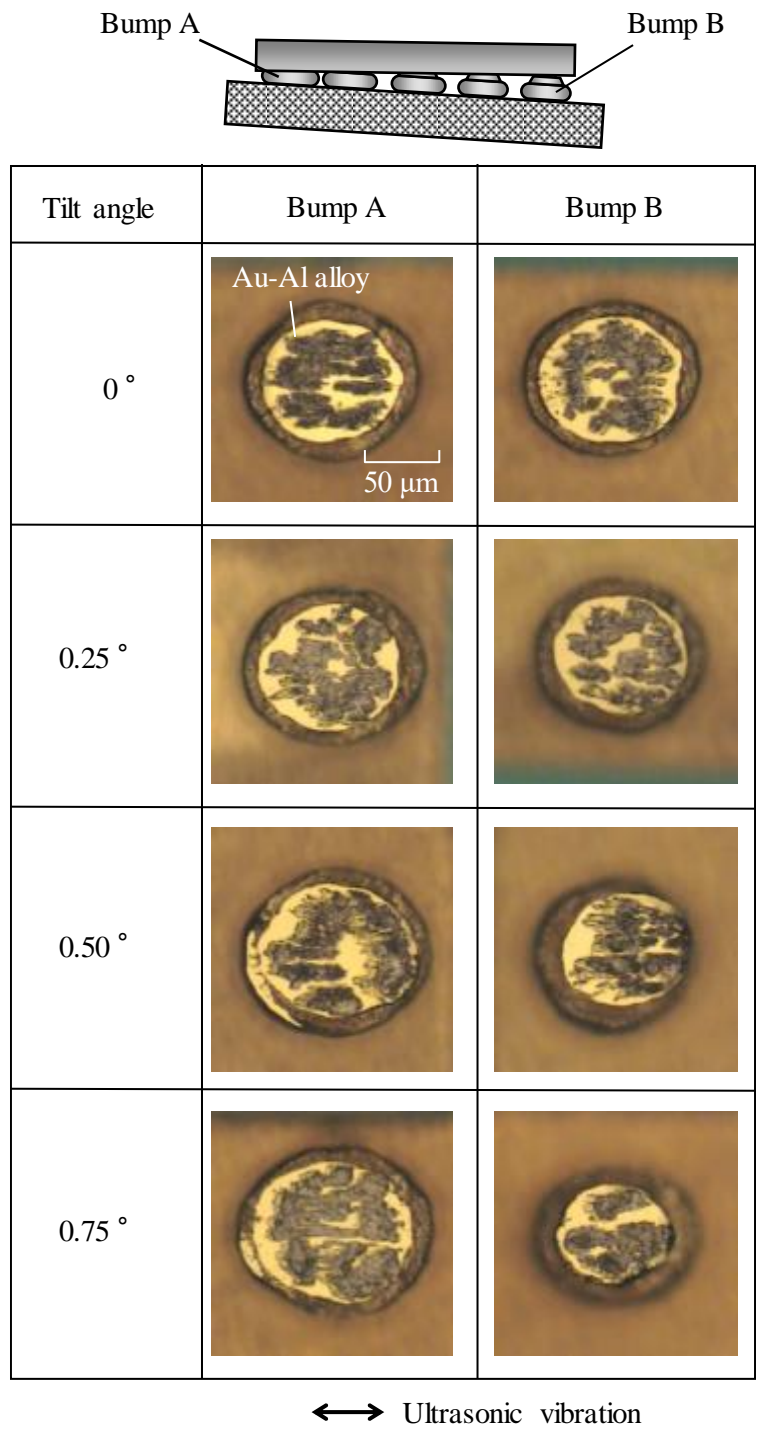 Bump A Bump B
Tilt angle Bump A Bump B
Au-Al alloy
0 °
50 μm
0.25 °
0.50 °
0.75 °
Ultrasonic vibration